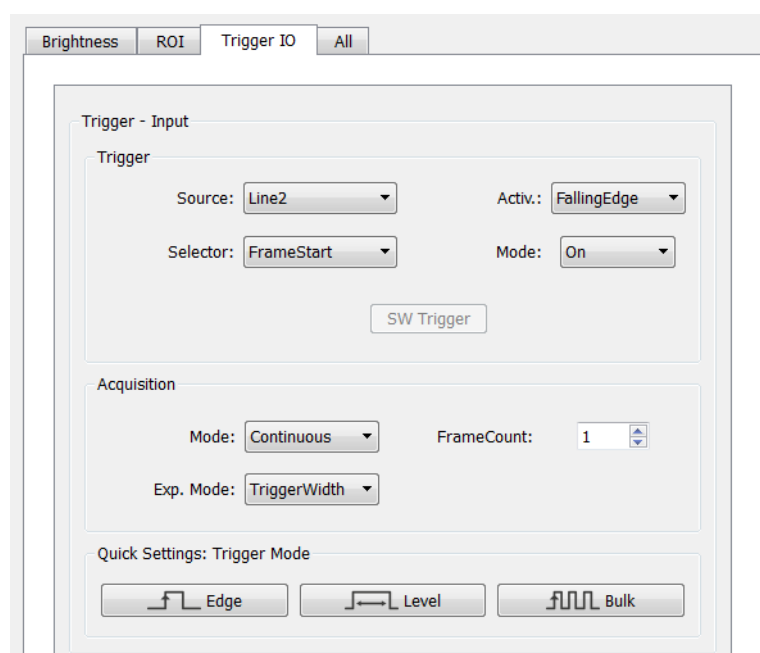 Brightness ROI Trigger IO All
Trigger - Input
Trigger
Source: Line2 Activ.: FallingEdge
Selector: FrameStart Mode: On
SW Trigger
Acquisition
Mode: Continuous FrameCount: 1
Exp. Mode: TriggerWidth
Quick Settings: Trigger Mode
Edge Level Bulk